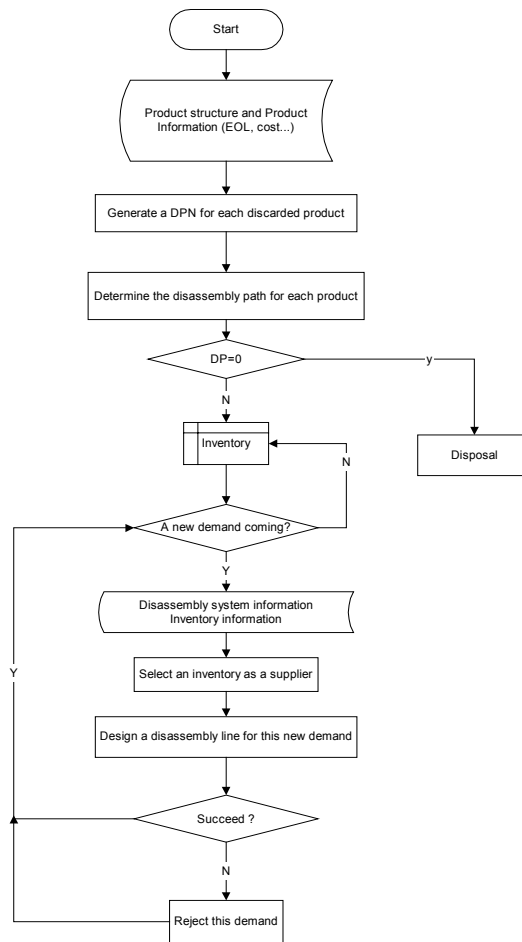 Start
Product structure and Product
Information (EOL, cost...)
Generate a DPN for each discarded product
Determine the disassembly path for each product
DP=0
y
N
Inventory
Disposal
N
A new demand coming?
Y
Disassembly system information
Inventory information
Y
Select an inventory as a supplier
Design a disassembly line for this new demand
Succeed ?
N
Reject this demand